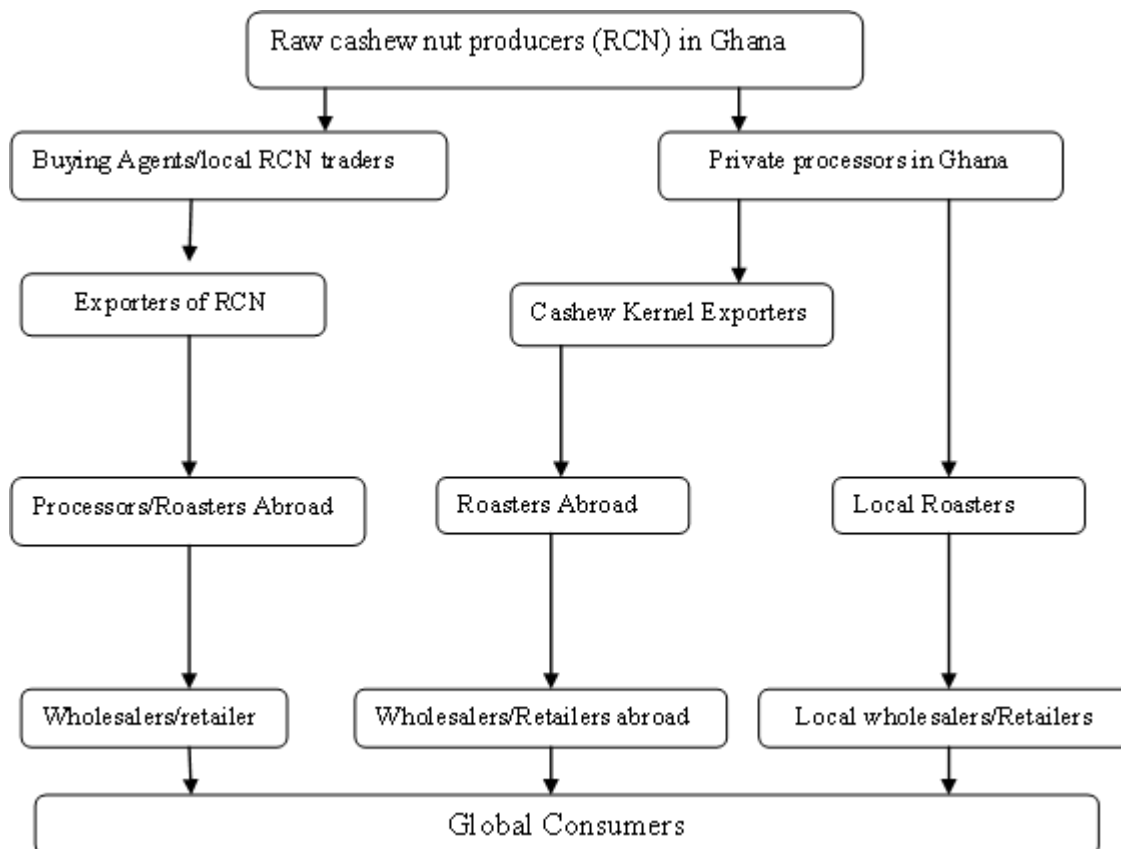 Raw cashew nut producers (RCN) in Ghana
Buying Agents/local RCN traders
Private processors in Ghana
Exporters of RCN
Cashew Kernel Exporters
Processors/Roasters Abroad
Roasters Abroad
Local Roasters
Wholesalers/retailer
Wholesalers/Retailers abroad
Local wholesalers/Retailers
Global Consumers